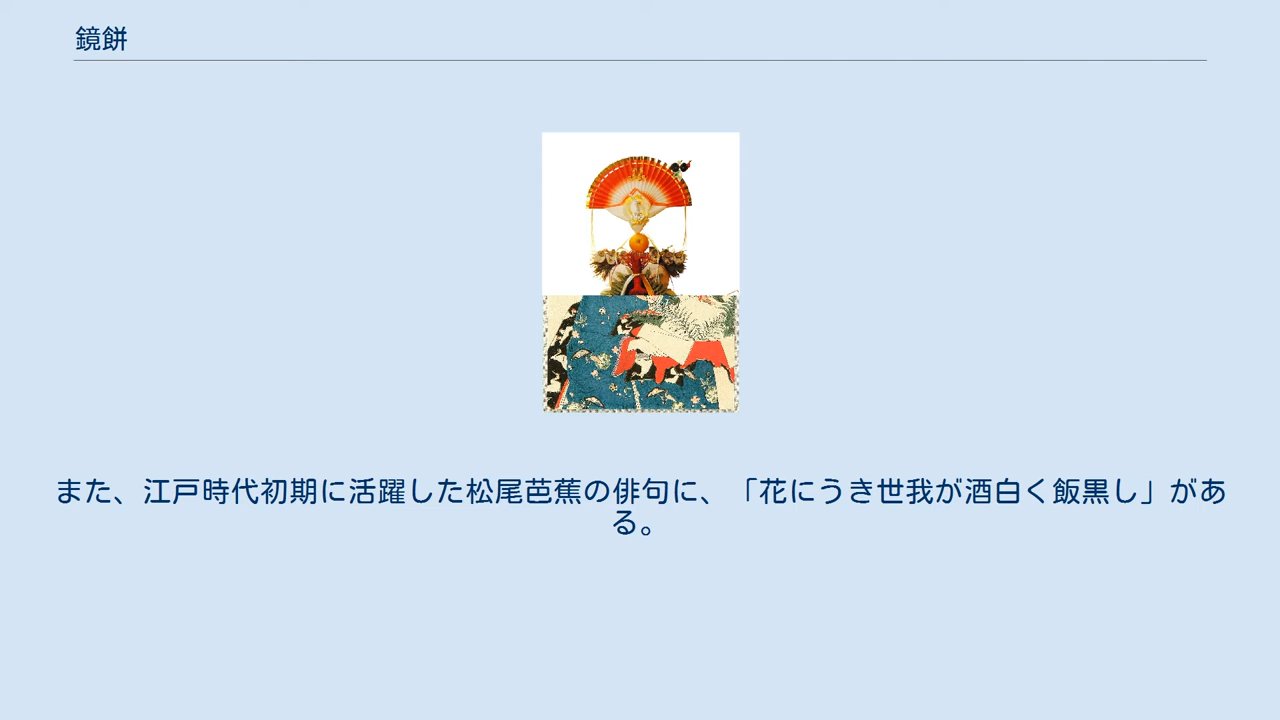 鏡餅
また、江戸時代初期に活躍した松尾芭蕉の俳句に、「花にうき世我が酒白く飯黒し」があ
る。